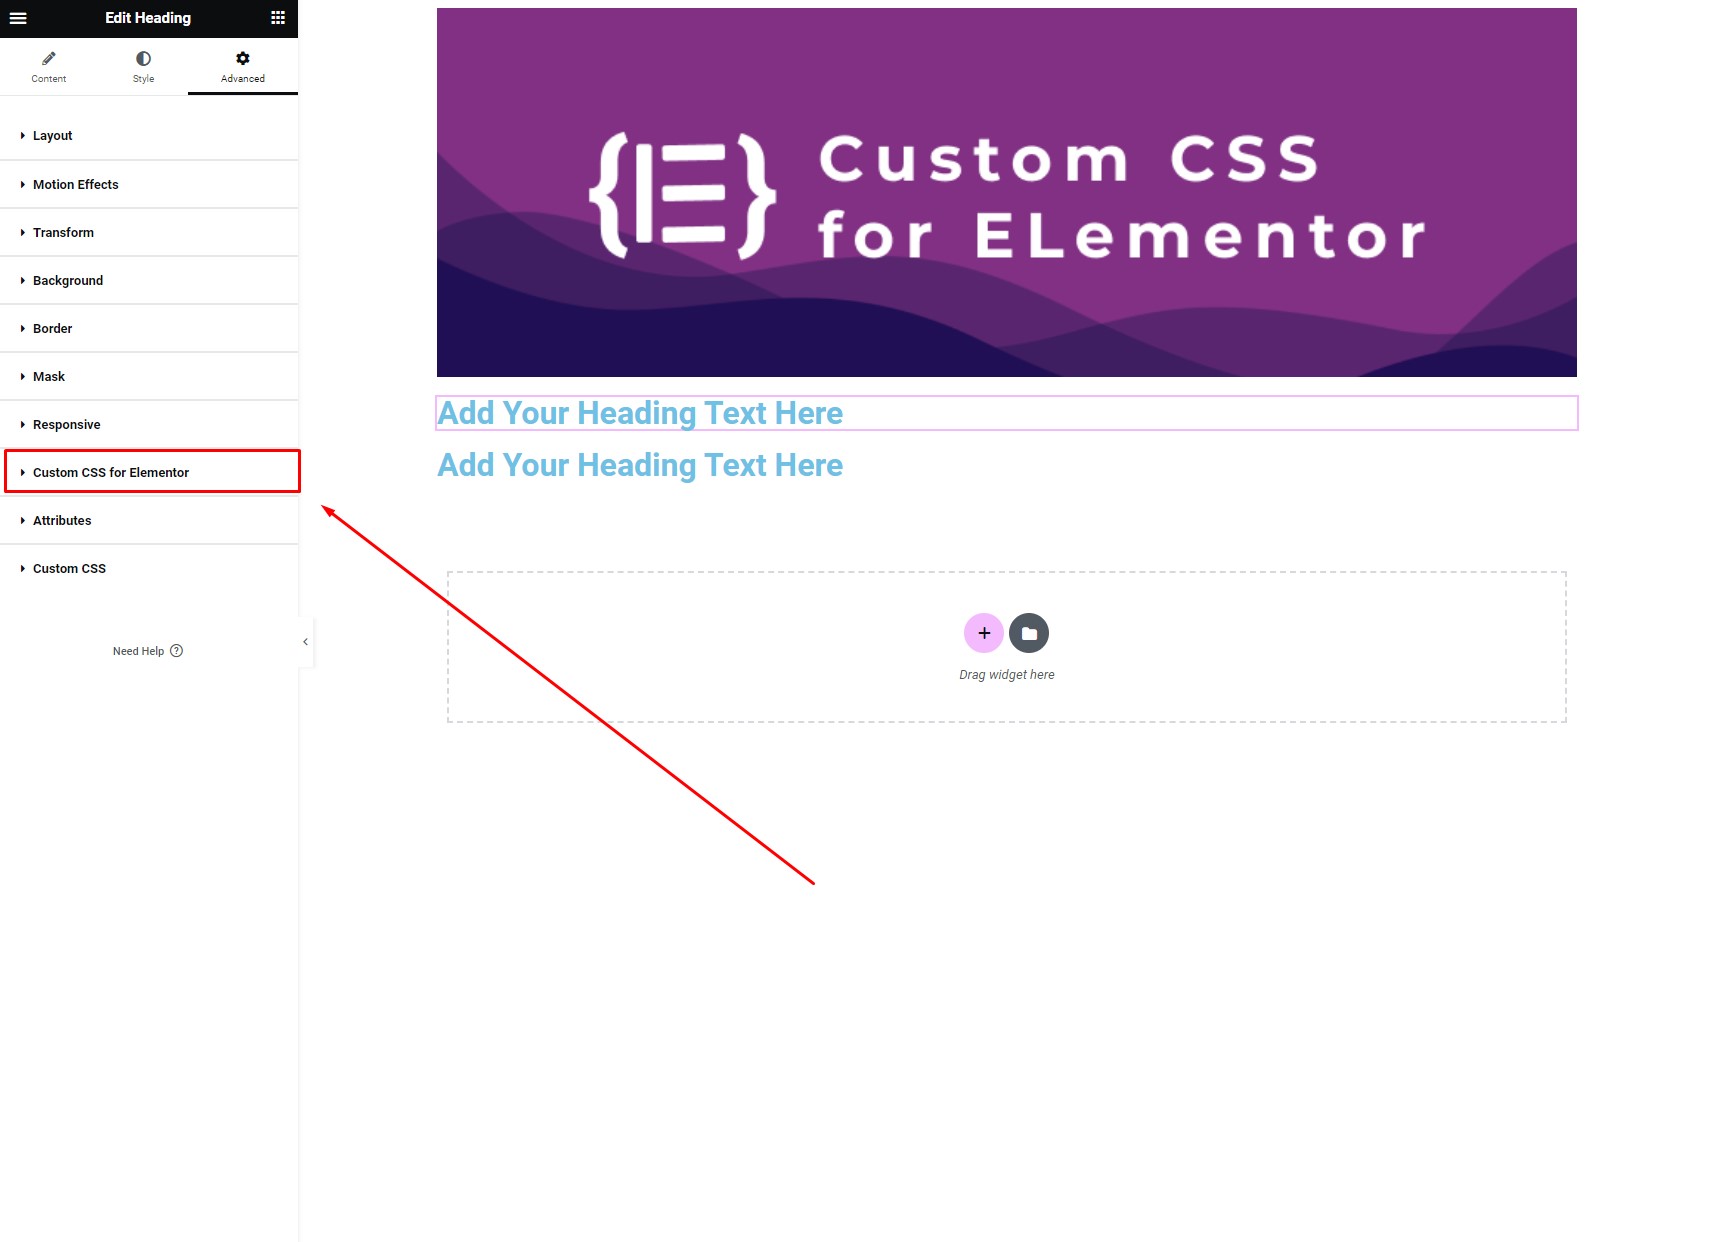 Edit Heading
Content
Style
Advanced
Layout
Motion Effects
Transform
Background
Border
Mask
Responsive
Custom CSS for Elementor
Attributes
Custom CSS
Need Help
Custom CSS
for ELementor
Add Your Heading Text Here
Add Your Heading Text Here
Drag widget here